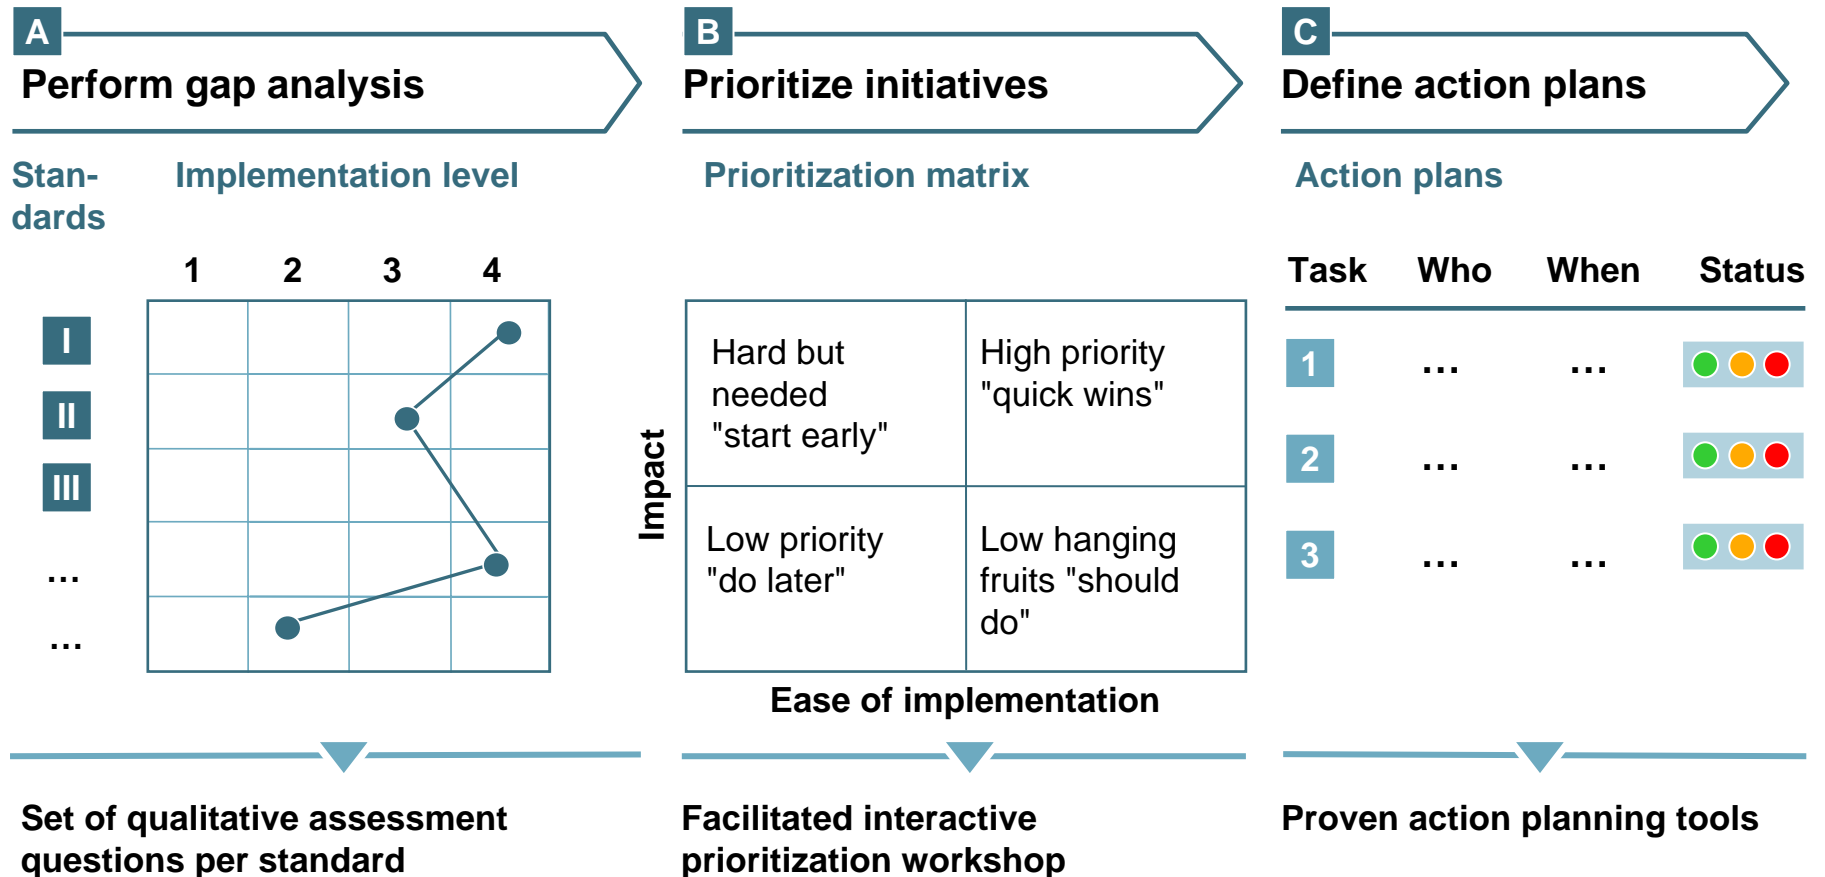 A
Perform gap analysis
Stan-
dards
Implementation level
1 2 3 4
I
II
III
...
...
Set of qualitative assessment
questions per standard
B
Prioritize initiatives
Prioritization matrix
Impact
Hard but
needed
"start early"
High priority
"quick wins"
Low priority
"do later"
Low hanging
fruits "should
do"
Ease of implementation
Facilitated interactive
prioritization workshop
C
Define action plans
Action plans
Task Who When Status
1 ... ...
2 ... ...
3 ... ...
Proven action planning tools